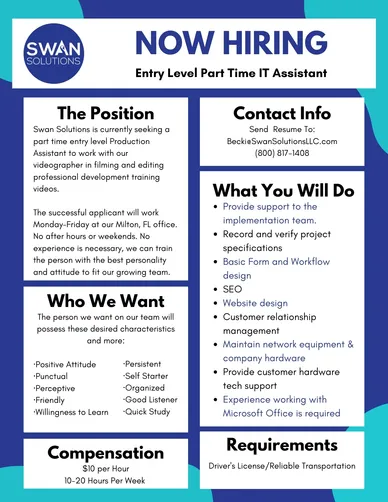 SWAN
SOLUTIONS
NOW HIRING
Entry Level Part Time IT Assistant
The Position
Swan Solutions is currently seeking a
part time entry level Production
Assistant to work with our
videographer in filming and editing
professional development training
videos.
The successful applicant will work
Monday-Friday at our Milton, FL office.
No after hours or weekends. No
experience is necessary, we can train
the person with the best personality
and attitude to fit our growing team.
Who We Want
The person we want on our team will
possess these desired characteristics
and more:
·Positive Attitude
·Punctual
·Perceptive
·Friendly
·Willingness to Learn
·Persistent
·Self Starter
·Organized
·Good Listener
·Quick Study
Compensation
$10 per Hour
10-20 Hours Per Week
Contact Info
Send Resume To:
Beckie@SwanSolutionsLLC.com
(800) 817-1408
What You Will Do
• Provide support to the
implementation team.
• Record and verify project
specifications
• Basic Form and Workflow
design
• SEO
• Website design
• Customer relationship
management
• Maintain network equipment &
company hardware
• Provide customer hardware
tech support
• Experience working with
Microsoft Office is required
Requirements
Driver's License/Reliable Transportation